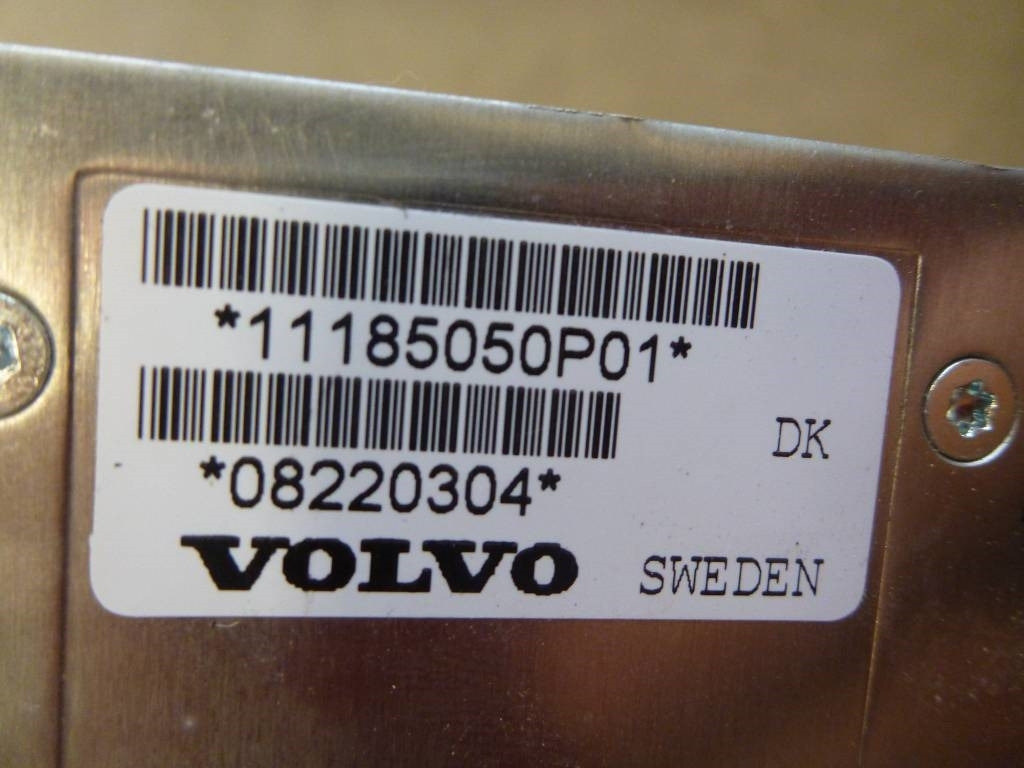 *11185050P01*
*08220304*
DK
VOLVO SWEDEN